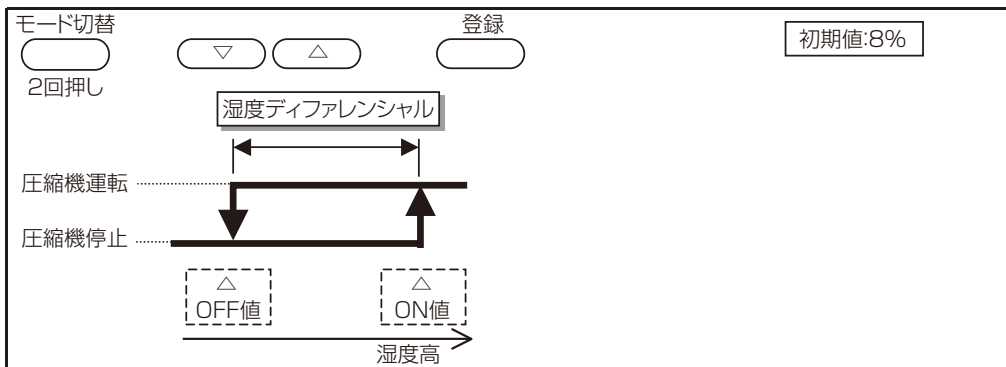 モード切替
登録
初期値:8%
▽
△
2回押し
湿度ディファレンシャル
圧縮機運転
圧縮機停止
△
OFF値
△
ON値
湿度高